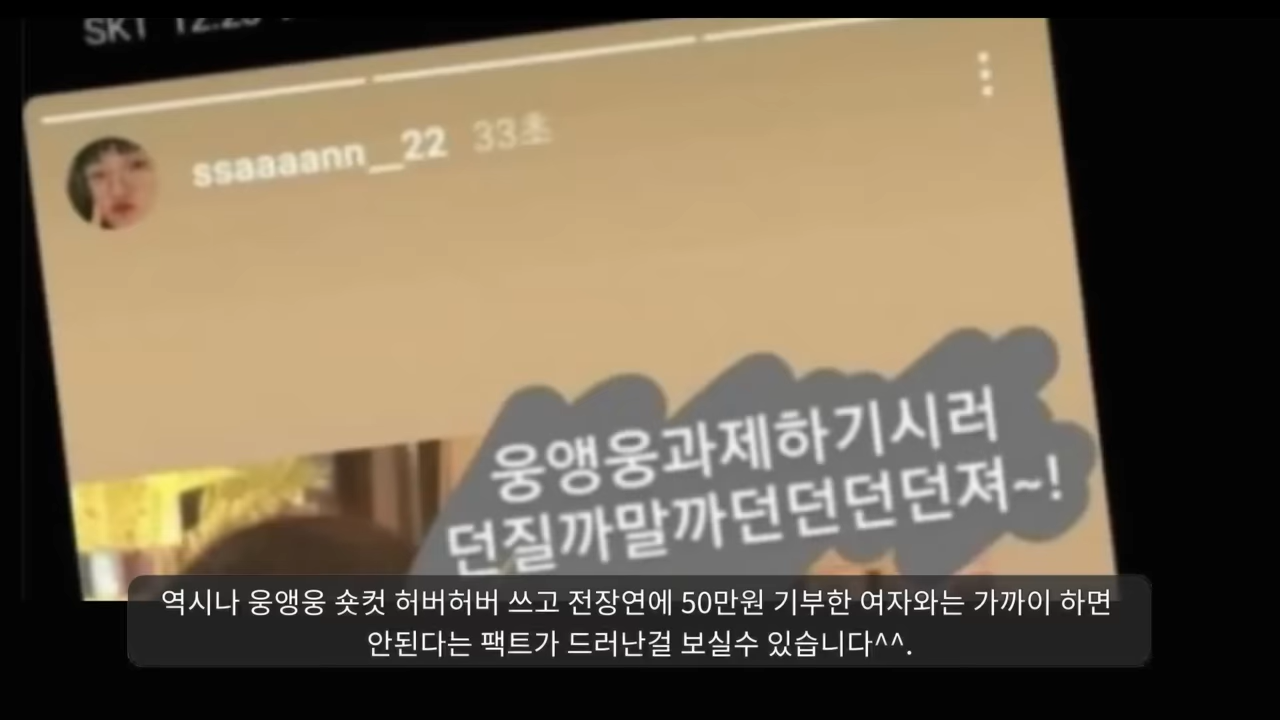 SKT 12:23
ssaaaann__22 33초
웅앵웅과제하기시러
던질까말까던던던던져~!
역시나 웅앵웅 숏컷 허버허버 쓰고 전장연에 50만원 기부한 여자와는 가까이 하면
안된다는 팩트가 드러난걸 보실수 있습니다^^.